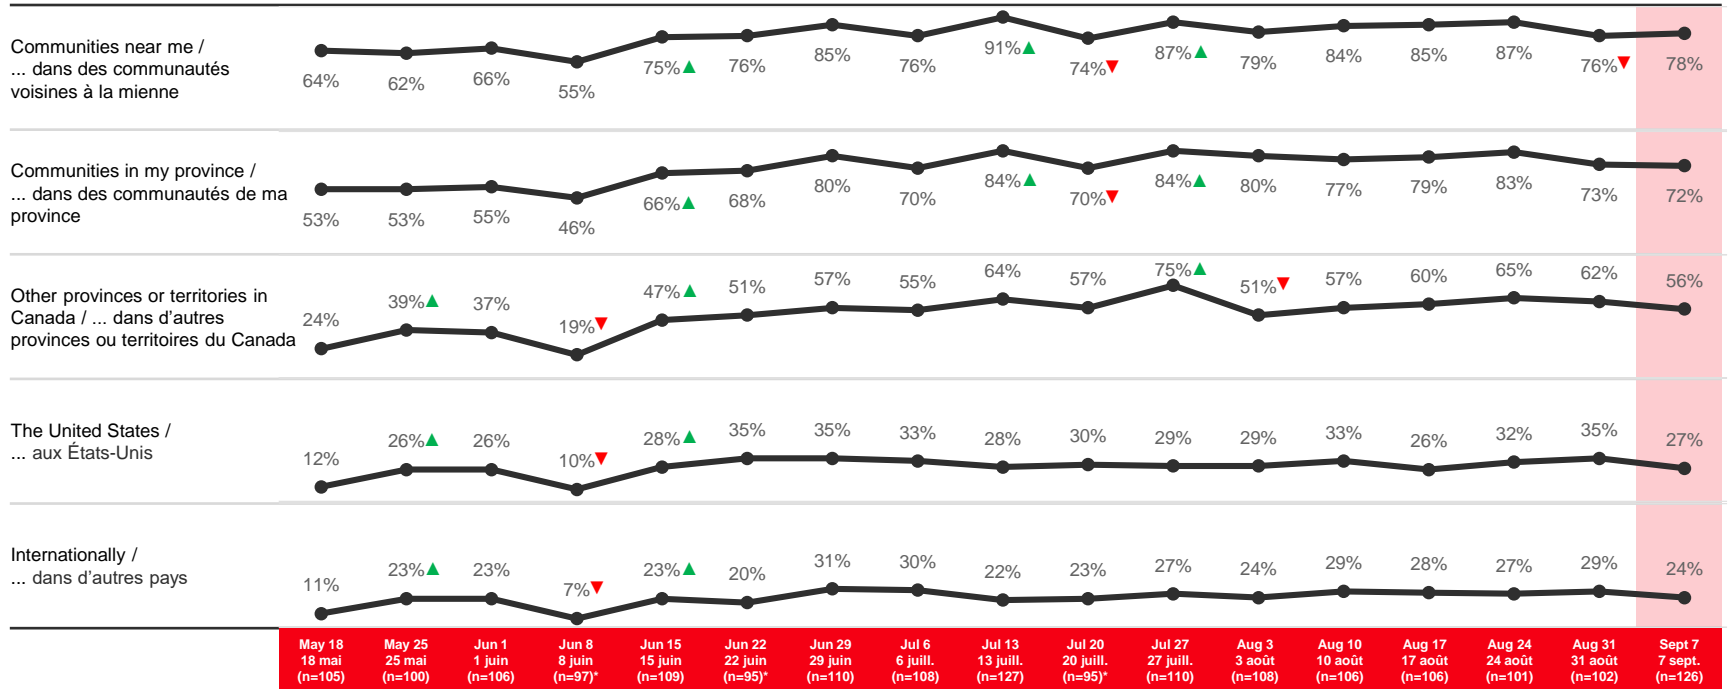 Communities near me /
... dans des communautés
voisines à la mienne
64%
62%
66%
55%
75%▲
76%
85%
76%
91%▲
74%▼
87%▲
79%
84%
85%
87%
76%▼
78%
Communities in my province /
... dans des communautés de ma
province
53%
53%
55%
46%
66%▲
68%
80%
70%
84%▲
70%▼
84%▲
80%
77%
79%
83%
73%
72%
Other provinces or territories in
Canada / ... dans d'autres
provinces ou territoires du Canada
24%
39%▲
37%
19%▼
47%▲
51%
57%
55%
64%
57%
75%▲
51%▼
57%
60%
65%
62%
56%
The United States /
... aux États-Unis
12%
26%▲
26%
10%▼
28%▲
35%
35%
33%
28%
30%
29%
29%
33%
26%
32%
35%
27%
Internationally /
... dans d'autres pays
11%
23%▲
23%
7%▼
23%▲
20%
31%
30%
22%
23%
27%
24%
29%
28%
27%
29%
24%
May 18
18 mai
(n=105)
May 25
25 mai
(n=100)
Jun 1
1 juin
(n=106)
Jun 8
8 juin
(n=97)*
Jun 15
15 juin
(n=109)
Jun 22
22 juin
(n=95)*
Jun 29
29 juin
(n=110)
Jul 6
6 juill.
(n=108)
Jul 13
13 juill.
(n=127)
Jul 20
20 juill.
(n=95)*
Jul 27
27 juill.
(n=110)
Aug 3
3 août
(n=108)
Aug 10
10 août
(n=106)
Aug 17
17 août
(n=106)
Aug 24
24 août
(n=101)
Aug 31
31 août
(n=102)
Sept 7
7 sept.
(n=126)